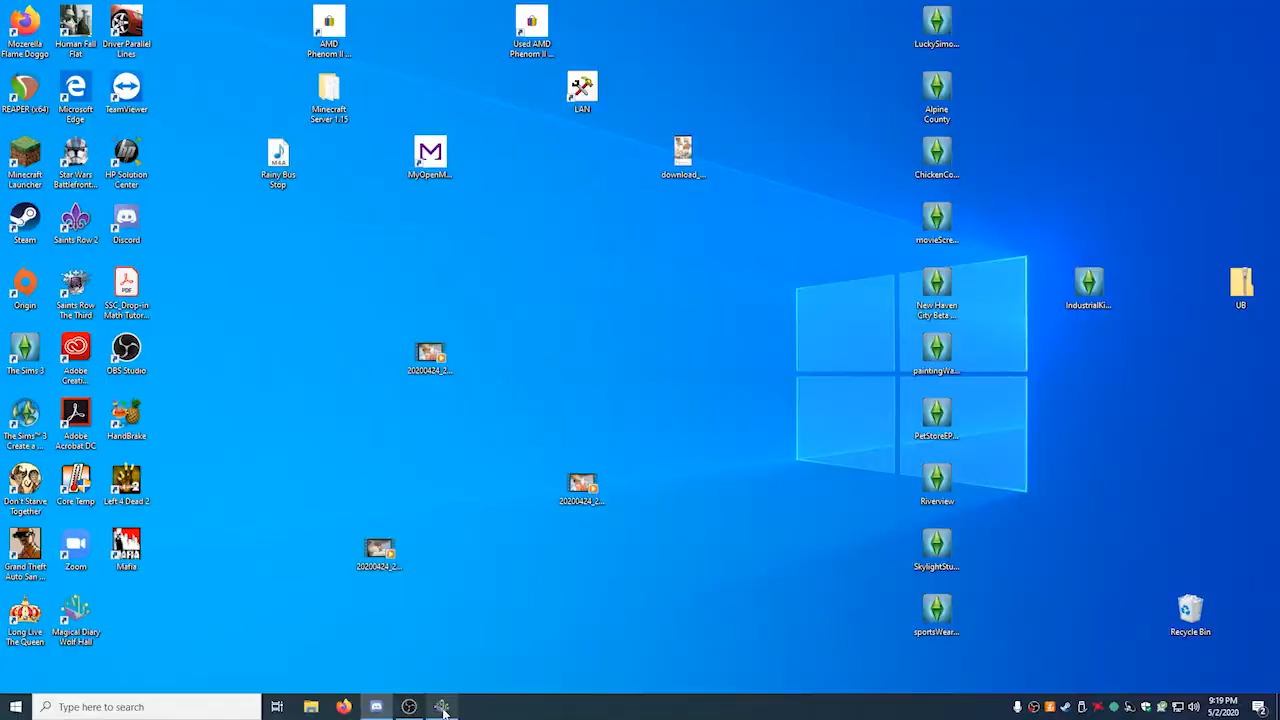 Mozerella
Flame Doggo
Human Fall
Flat
Driver Parallel
Lines
AMD
Phenom II ...
Used AMD
Phenom II ...
LuckySimo...
REAPER (x64)
Microsoft
Edge
TeamViewer
Minecraft
Server 1.15
LAN
Alpine
County
Minecraft
Launcher
Star Wars
Battlefront...
HP Solution
Center
M4A
Rainy Bus
Stop
MyOpenM...
download_...
ChickenCo...
Steam
Saints Row 2
Discord
movieScre...
Origin
Saints Row
The Third
PDF
SSC_Drop-in
Math Tutor...
New Haven
City Beta ...
IndustrialKi...
U8
The Sims 3
Adobe
Creati...
OBS Studio
20200424_2...
paintingWa...
The Sims™ 3
Create a ...
Adobe
Acrobat DC
HandBrake
PetStoreEP...
Don't Starve
Together
Core Temp
Left 4 Dead 2
20200424_2...
Riverview
Grand Theft
Auto San ...
Zoom
MAFIA
Mafia
20200424_2...
SkylightStu...
Long Live
The Queen
Magical Diary
Wolf Hall
sportsWear...
Recycle Bin
Type here to search
9:19 PM
5/2/2020
2